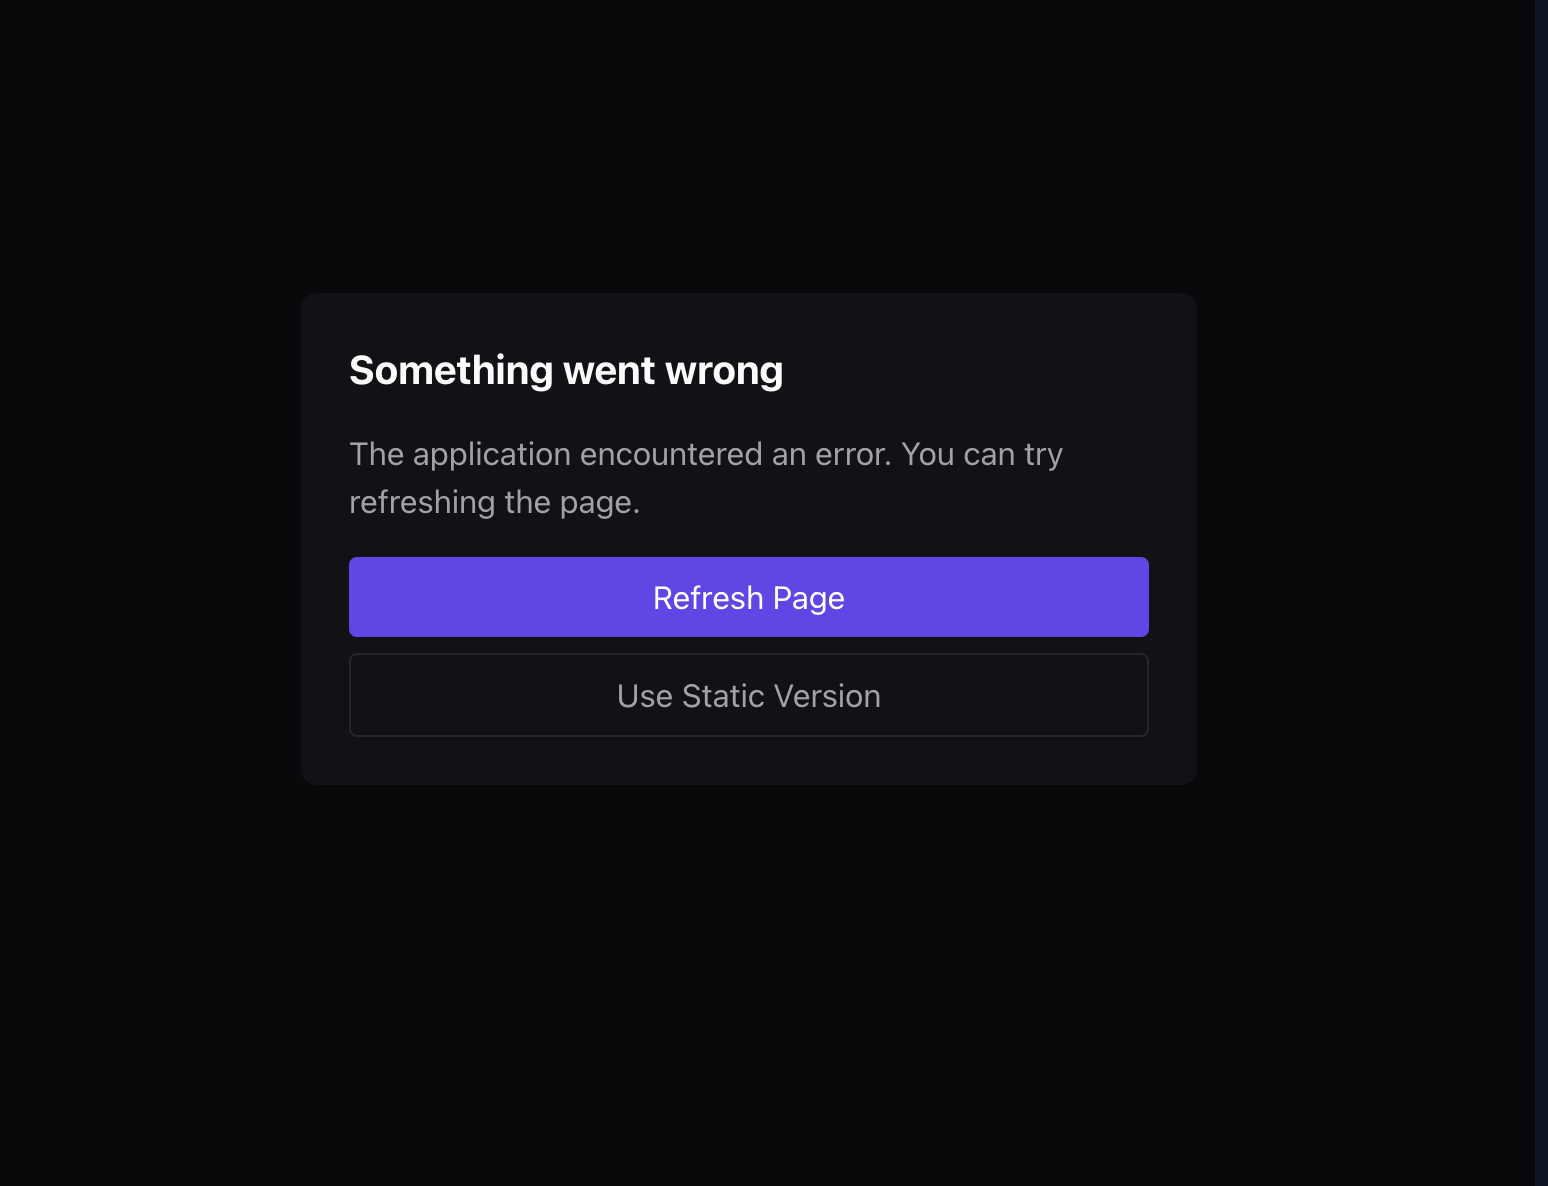 Something went wrong
The application encountered an error. You can try
refreshing the page.
Refresh Page
Use Static Version